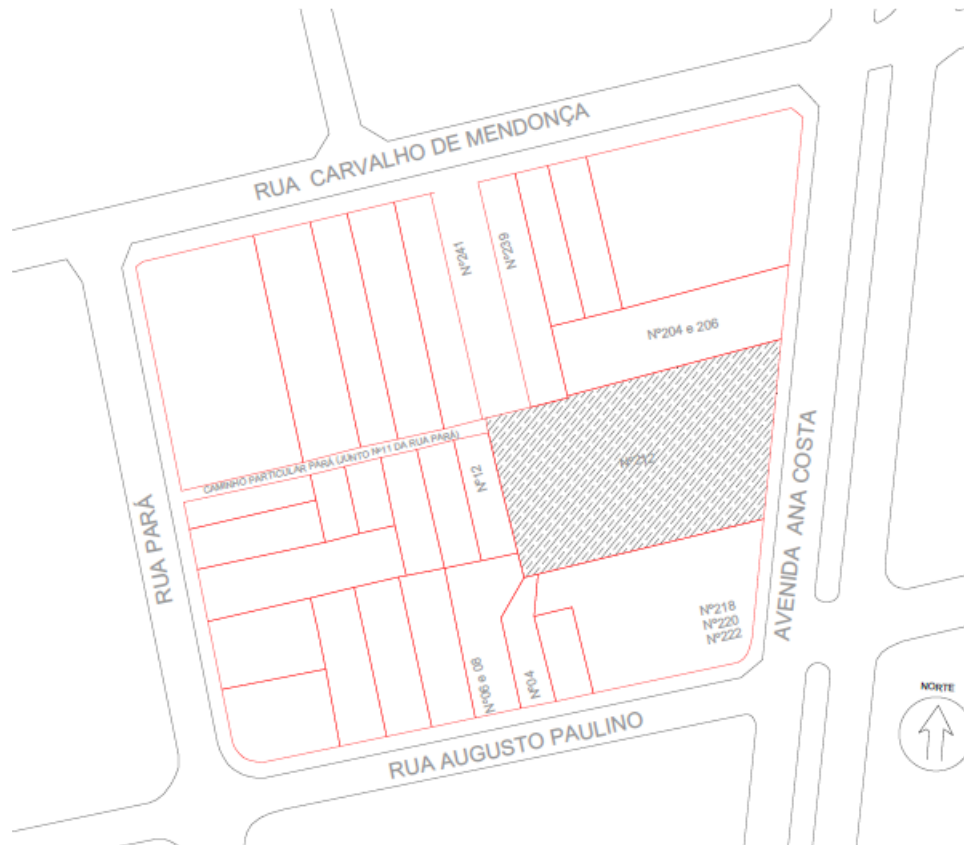 RUA CARVALHO DE MENDONÇA
Nº241
Nº239
Nº204 e 206
CAMINHO PARTICULAR PARÁ (JUNTO Nº11 DA RUA PARÁ)
Nº12
Nº212
RUA PARÁ
AVENIDA ANA COSTA
Nº218
Nº220
Nº222
Nº06 e 08
Nº04
NORTE
RUA AUGUSTO PAULINO